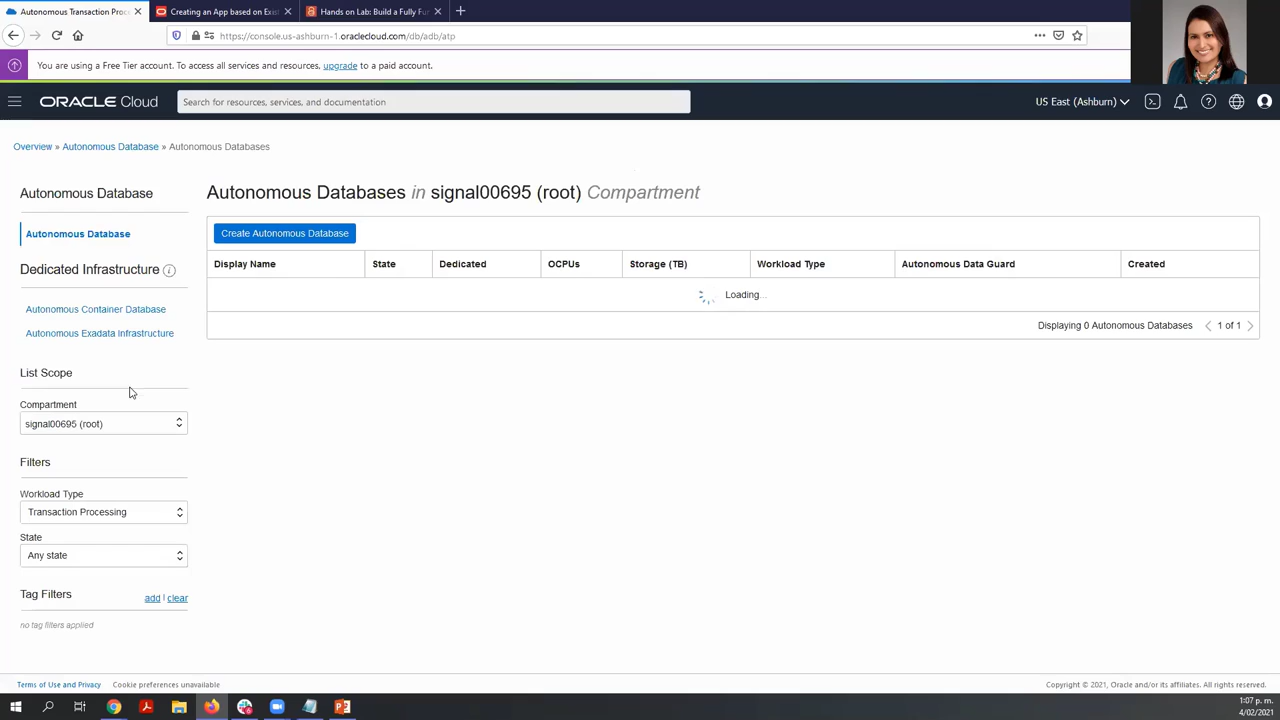 Autonomous Transaction Proce
Creating an App based on Exis
Hands on Lab: Build a Fully Fu
https://console.us-ashburn-1.oraclecloud.com/db/adb/atp
You are using a Free Tier account. To access all services and resources, upgrade to a paid account.
ORACLE Cloud
Search for resources, services, and documentation
US East (Ashburn)
Overview » Autonomous Database » Autonomous Databases
Autonomous Database
Autonomous Databases in signal00695 (root) Compartment
Autonomous Database
Create Autonomous Database
Dedicated Infrastructure
Display Name State Dedicated OCPUs Storage (TB) Workload Type Autonomous Data Guard Created
Loading...
Autonomous Container Database
Displaying 0 Autonomous Databases 1 of 1
Autonomous Exadata Infrastructure
List Scope
Compartment
signal00695 (root)
Filters
Workload Type
Transaction Processing
State
Any state
Tag Filters
add | clear
no tag filters applied
Terms of Use and Privacy Cookie preferences unavailable
Copyright © 2021, Oracle and/or its affiliates. All rights reserved.
1:07 p. m.
4/02/2021